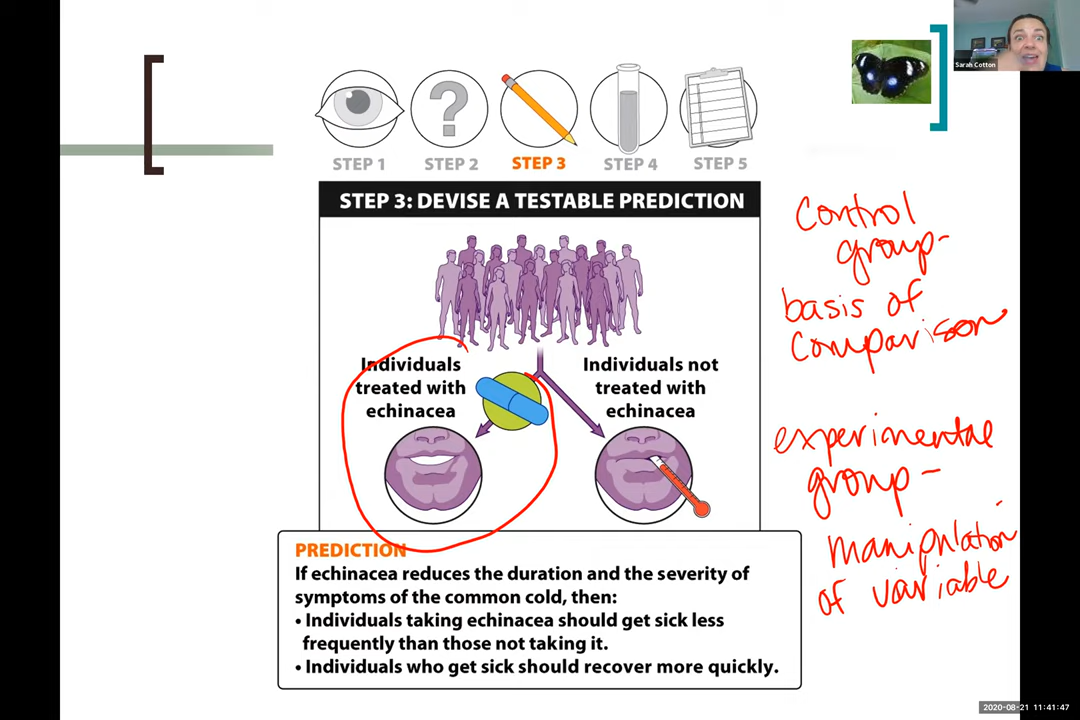 Sarah Cotton
STEP 1
STEP 2
STEP 3
STEP 4
STEP 5
STEP 3: DEVISE A TESTABLE PREDICTION
Individuals
treated with
echinacea
Individuals not
treated with
echinacea
PREDICTION
If echinacea reduces the duration and the severity of
symptoms of the common cold, then:
• Individuals taking echinacea should get sick less
frequently than those not taking it.
• Individuals who get sick should recover more quickly.
control
group-
basis of
comparison
experimental
group-
manipulation
of variable
2020-08-21 11:41:47